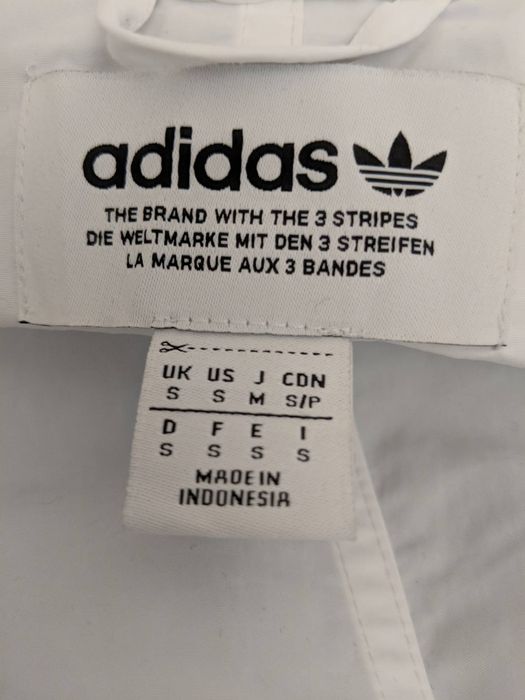 adidas
THE BRAND WITH THE 3 STRIPES
DIE WELTMARKE MIT DEN 3 STREIFEN
LA MARQUE AUX 3 BANDES
UK US J CDN
S S M S/P
D F E I
S S S S
MADE IN
INDONESIA